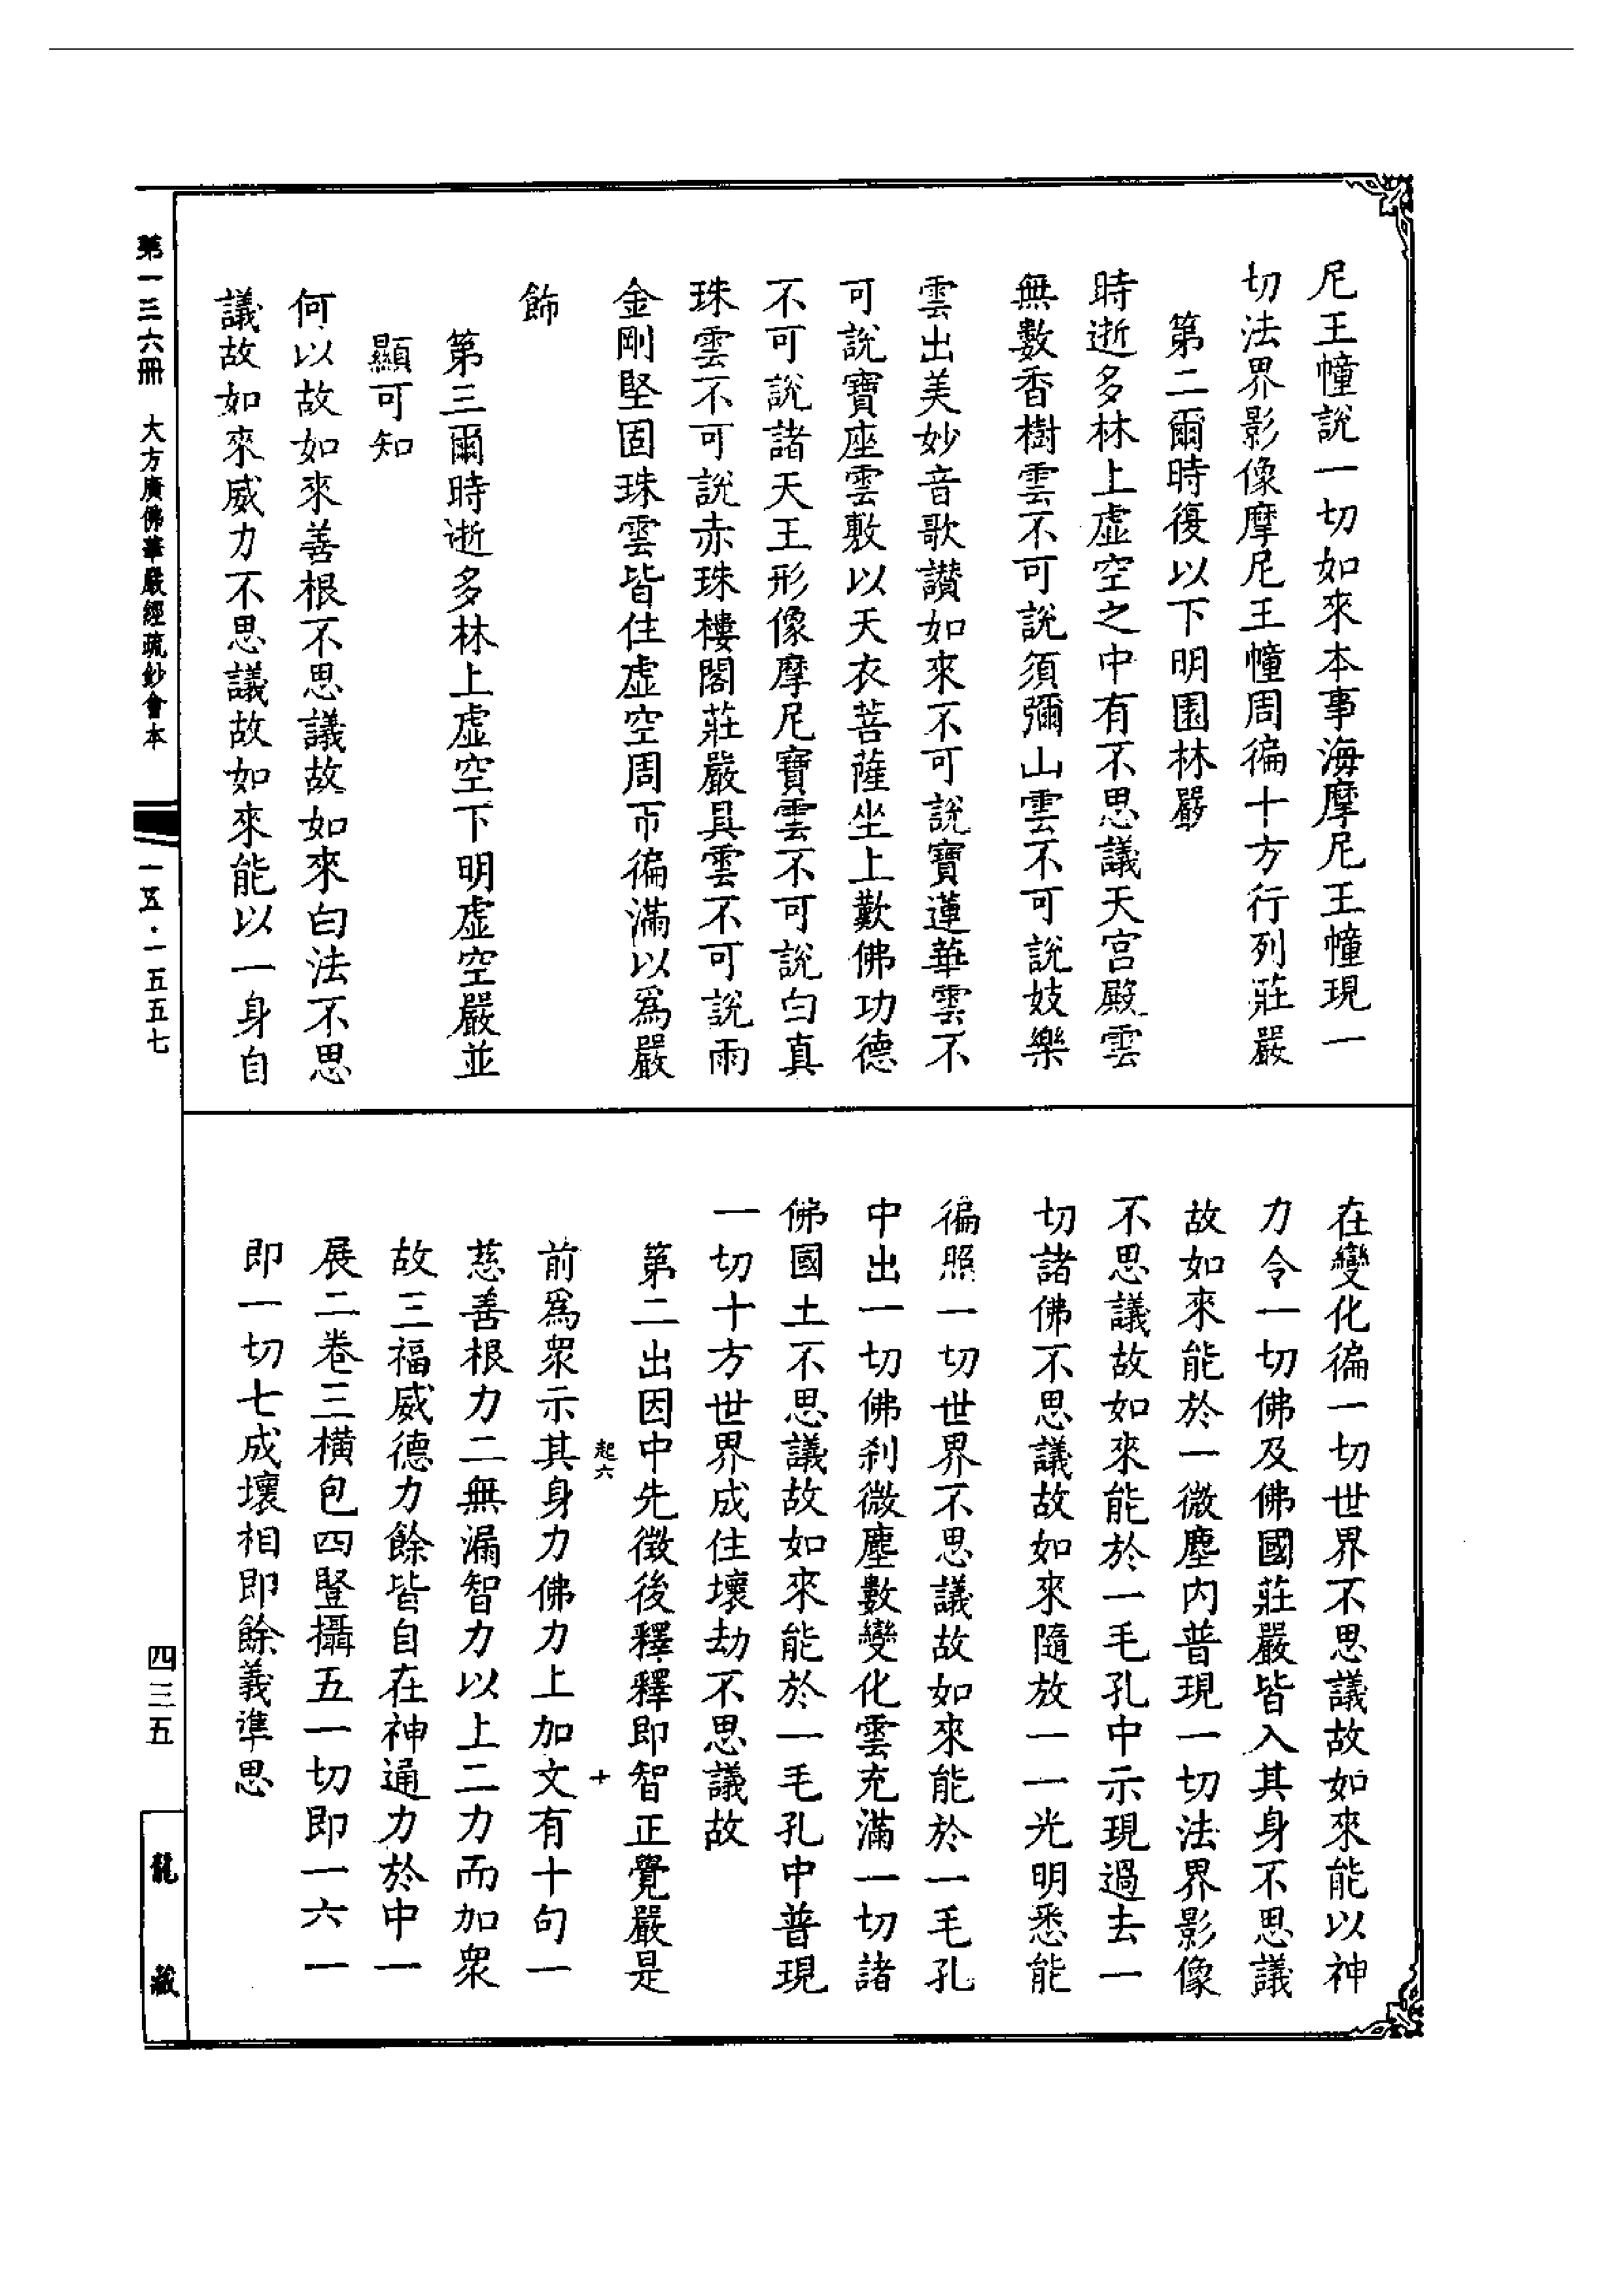 尼王幢說一切如來本事海摩尼王幢現一
切法界影像摩尼王幢周徧十方行列莊嚴
第二爾時復以下明園林嚴
時逝多林上虛空之中有不思議天宮殿雲
無數香樹雲不可說須彌山雲不可說妓樂
雲出美妙音歌讚如來不可說寶蓮華雲不
可說寶座雲敷以天衣菩薩坐上歎佛功德
不可說諸天王形像摩尼寶雲不可說白真
珠雲不可說赤珠樓閣莊嚴具雲不可說雨
金剛堅固珠雲皆住虛空周帀徧滿以為嚴
飾
第三爾時逝多林上虛空下明虛空嚴並
顯可知
何以故如來善根不思議故如來白法不思
議故如來威力不思議故如來能以一身自
在變化徧一切世界不思議故如來能以神
力令一切佛及佛國莊嚴皆入其身不思議
故如來能於一微塵內普現一切法界影像
不思議故如來能於一毛孔中示現過去一
切諸佛不思議故如來隨放一一光明悉能
徧照一切世界不思議故如來能於一毛孔
中出一切佛剎微塵數變化雲充滿一切諸
佛國土不思議故如來能於一毛孔中普現
一切十方世界成住壞劫不思議故
第二出因中先徵後釋釋即智正覺嚴是
起六
十
前爲眾示其身力佛力上加文有十句一
慈善根力二無漏智力以上二力而加眾
故三福威德力餘皆自在神通力於中一
展二卷三橫包四豎攝五一切即一六一
即一切七成壞相即餘義準思
第一三六冊 大方廣佛華嚴經疏鈔會本
一五·一五五七
四三五
龍藏